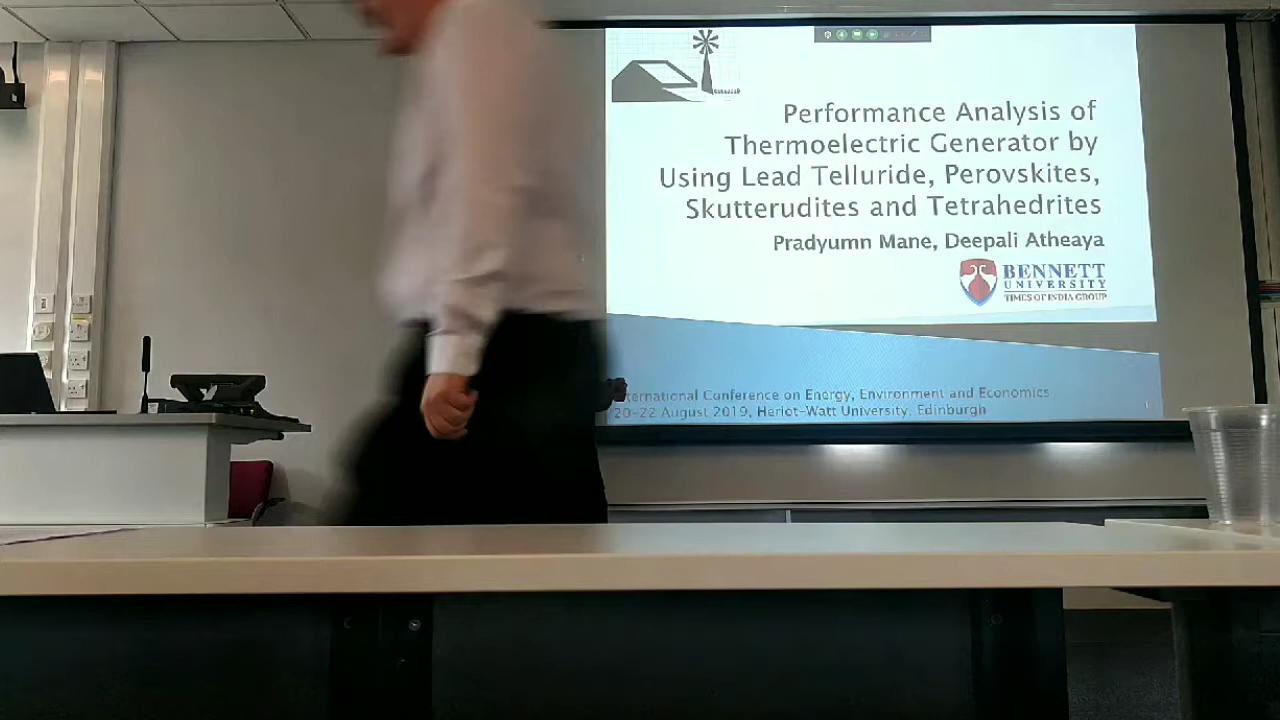 Performance Analysis of
Thermoelectric Generator by
Using Lead Telluride, Perovskites,
Skutterudites and Tetrahedrites
Pradyumn Mane, Deepali Atheaya
BENNETT
UNIVERSITY
TIMES OF INDIA GROUP
International Conference on Energy, Environment and Economics
20-22 August 2019, Heriot-Watt University, Edinburgh
1